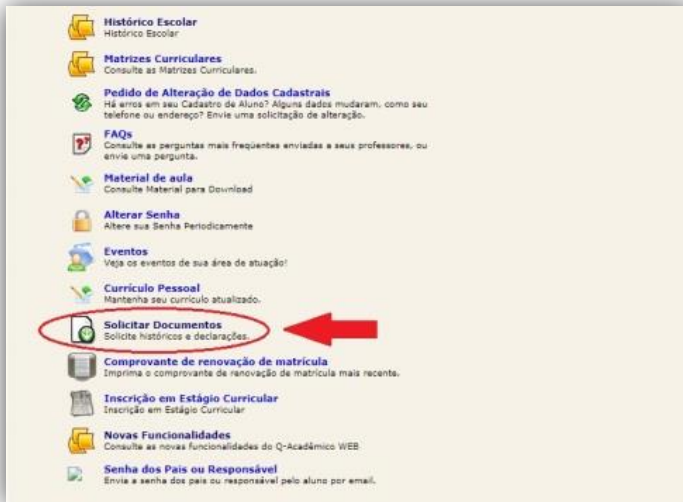 Histórico Escolar
Histórico Escolar
Matrizes Curriculares
Consulte as Matrizes Curriculares.
Pedido de Alteração de Dados Cadastrais
Há erros em seu Cadastro de Aluno? Alguns dados mudaram, como seu
telefone ou endereço? Envie uma solicitação de alteração.
FAQs
Consulte as perguntas mais freqüentes enviadas a seus professores, ou
envie uma pergunta.
Material de aula
Consulte Material para Download
Alterar Senha
Altere sua Senha Periodicamente
Eventos
Veja os eventos de sua área de atuação!
Currículo Pessoal
Mantenha seu currículo atualizado.
Solicitar Documentos
Solicite históricos e declarações.
Comprovante de renovação de matrícula
Imprima o comprovante de renovação de matrícula mais recente.
Inscrição em Estágio Curricular
Inscrição em Estágio Curricular
Novas Funcionalidades
Consulte as novas funcionalidades do Q-Acadêmico WEB
Senha dos Pais ou Responsável
Envia a senha dos pais ou responsável pelo aluno por email.